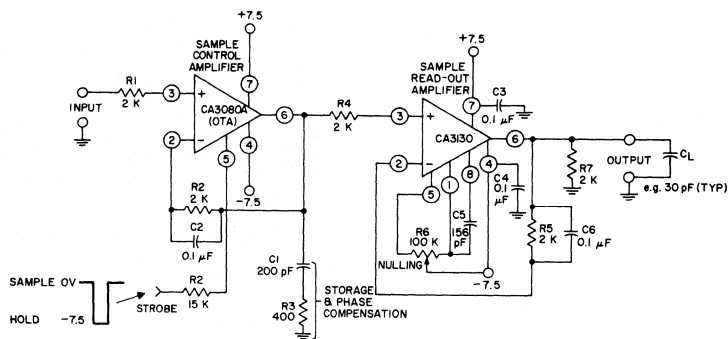 +7.5
+7.5
SAMPLE
CONTROL
AMPLIFIER
SAMPLE
READ-OUT
AMPLIFIER
C3
0.1 µF
INPUT
R1
2 K
3
+
7
CA3080A
(OTA)
6
2
−
5
4
−7.5
R4
2 K
3
+
7
CA3130
6
2
−
5
1
8
4
C4
0.1
µF
R7
2 K
OUTPUT
CL
e.g. 30 pF (TYP)
R2
2 K
C2
0.1 µF
R6
100 K
NULLING
C5
156
pF
−7.5
R5
2 K
C6
0.1 µF
C1
200 pF
R3
400
STORAGE
& PHASE
COMPENSATION
SAMPLE 0V
HOLD −7.5
STROBE
R2
15 K